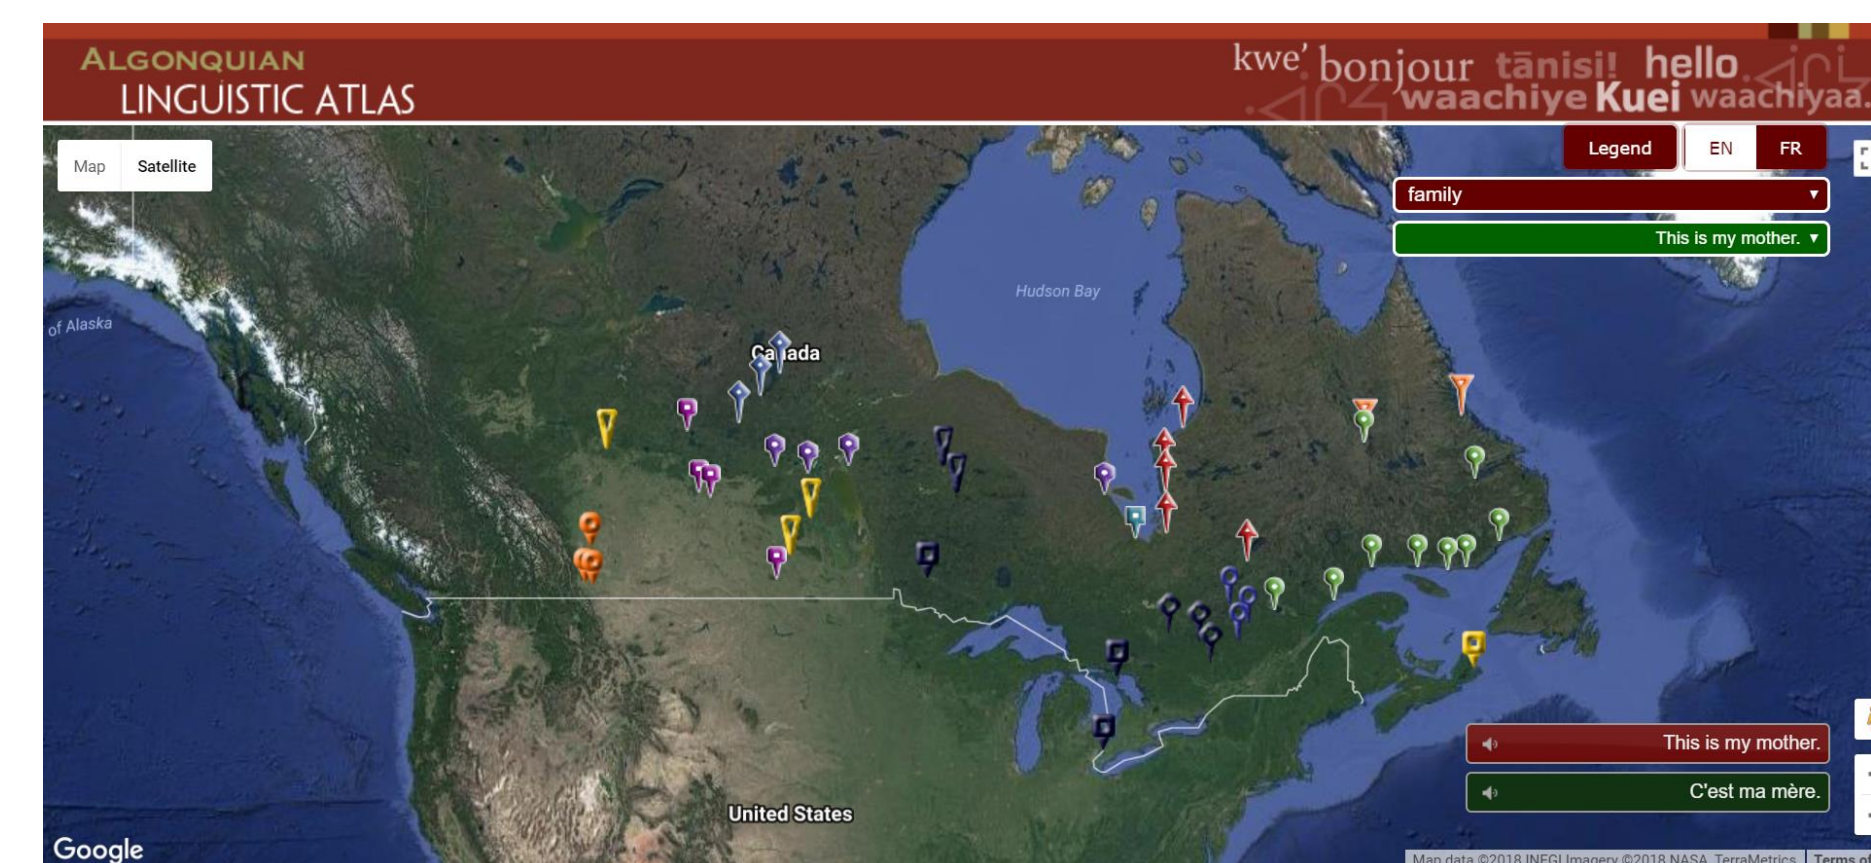 ALGONQUIAN
LINGUISTIC ATLAS
kwe' bonjour tānisi! hello
waachiye Kuei waachiyaa.
Map Satellite
Legend EN FR
family
This is my mother.
Hudson Bay
of Alaska
Canada
This is my mother.
C'est ma mère.
United States
Google
Map data ©2018 INEGI Imagery ©2018 NASA, TerraMetrics Terms of